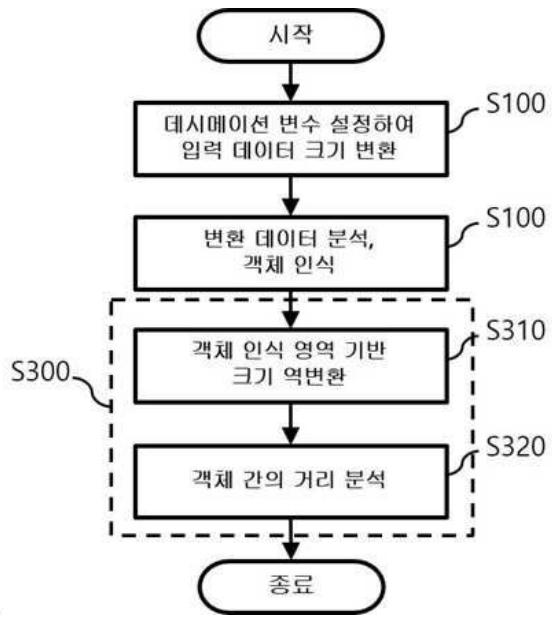 시작
데시메이션 변수 설정하여
입력 데이터 크기 변환
S100
변환 데이터 분석,
객체 인식
S100
S300
객체 인식 영역 기반
크기 역변환
S310
객체 간의 거리 분석
S320
종료